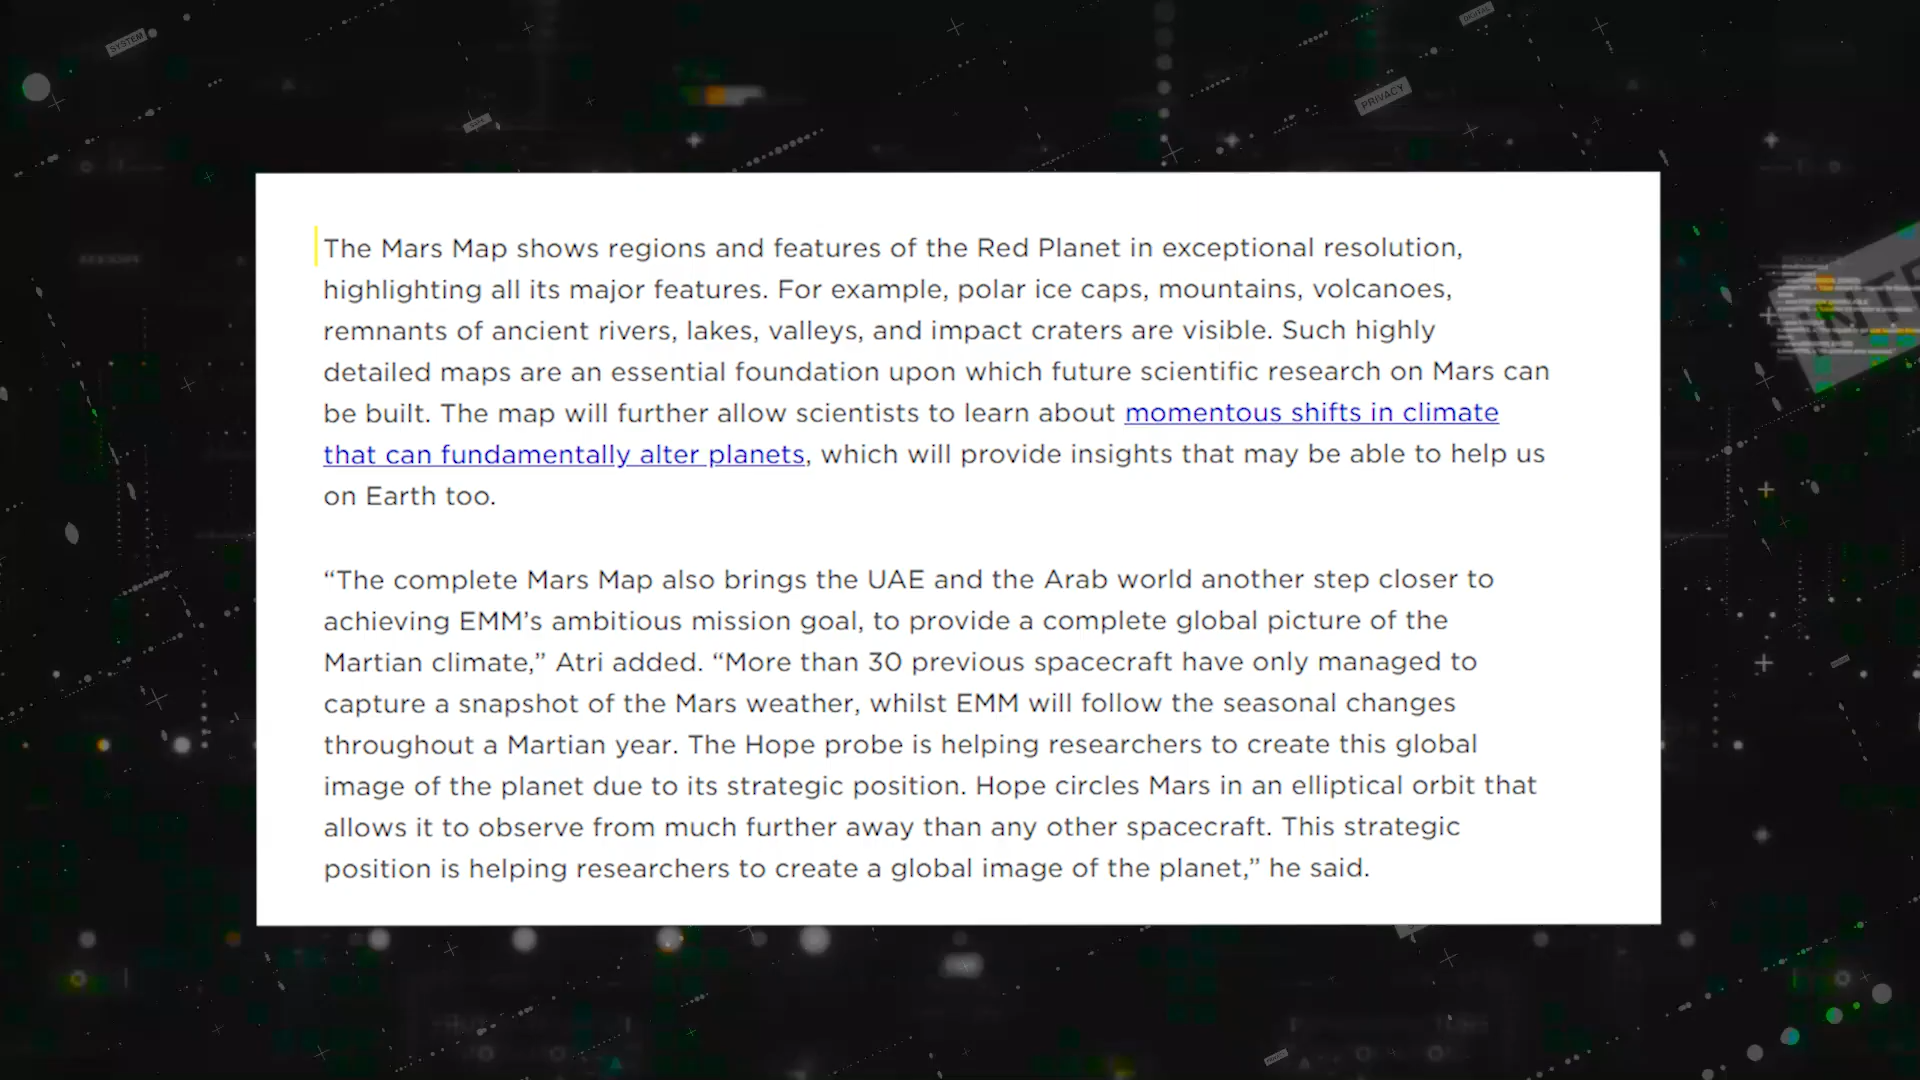 SYSTEM
DIGITAL
PRIVACY
The Mars Map shows regions and features of the Red Planet in exceptional resolution,
highlighting all its major features. For example, polar ice caps, mountains, volcanoes,
remnants of ancient rivers, lakes, valleys, and impact craters are visible. Such highly
detailed maps are an essential foundation upon which future scientific research on Mars can
be built. The map will further allow scientists to learn about momentous shifts in climate
that can fundamentally alter planets, which will provide insights that may be able to help us
on Earth too.
“The complete Mars Map also brings the UAE and the Arab world another step closer to
achieving EMM’s ambitious mission goal, to provide a complete global picture of the
Martian climate,” Atri added. “More than 30 previous spacecraft have only managed to
capture a snapshot of the Mars weather, whilst EMM will follow the seasonal changes
throughout a Martian year. The Hope probe is helping researchers to create this global
image of the planet due to its strategic position. Hope circles Mars in an elliptical orbit that
allows it to observe from much further away than any other spacecraft. This strategic
position is helping researchers to create a global image of the planet,” he said.